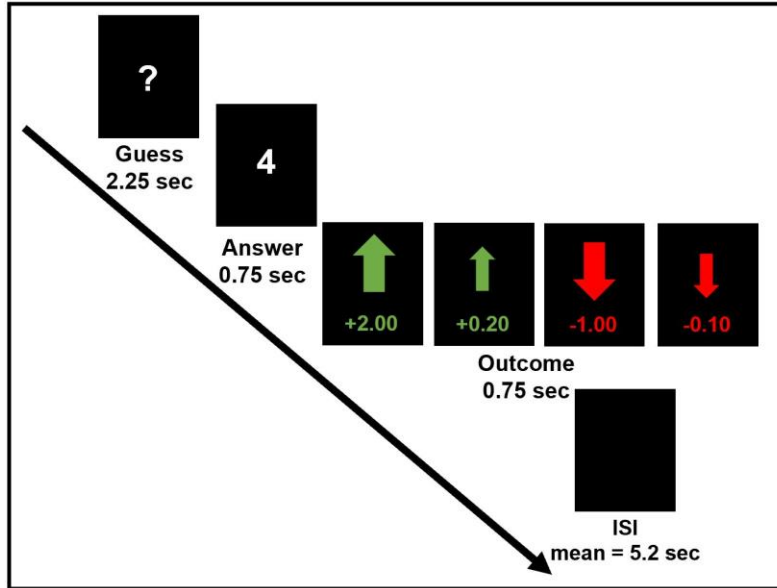 ?
Guess
2.25 sec
4
Answer
0.75 sec
+2.00
+0.20
-1.00
-0.10
Outcome
0.75 sec
ISI
mean = 5.2 sec